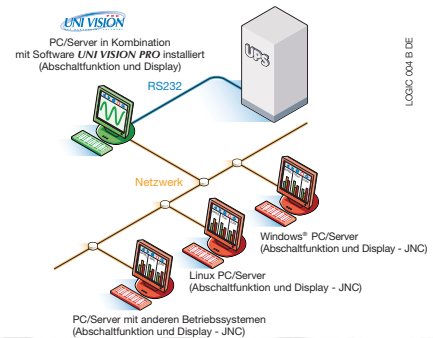 UNI VISION
PRO
PC/Server in Kombination
mit Software UNI VISION PRO installiert
(Abschaltfunktion und Display)
UPS
RS232
LOGIC 004 B DE
Netzwerk
Windows® PC/Server
(Abschaltfunktion und Display - JNC)
Linux PC/Server
(Abschaltfunktion und Display - JNC)
PC/Server mit anderen Betriebssystemen
(Abschaltfunktion und Display - JNC)